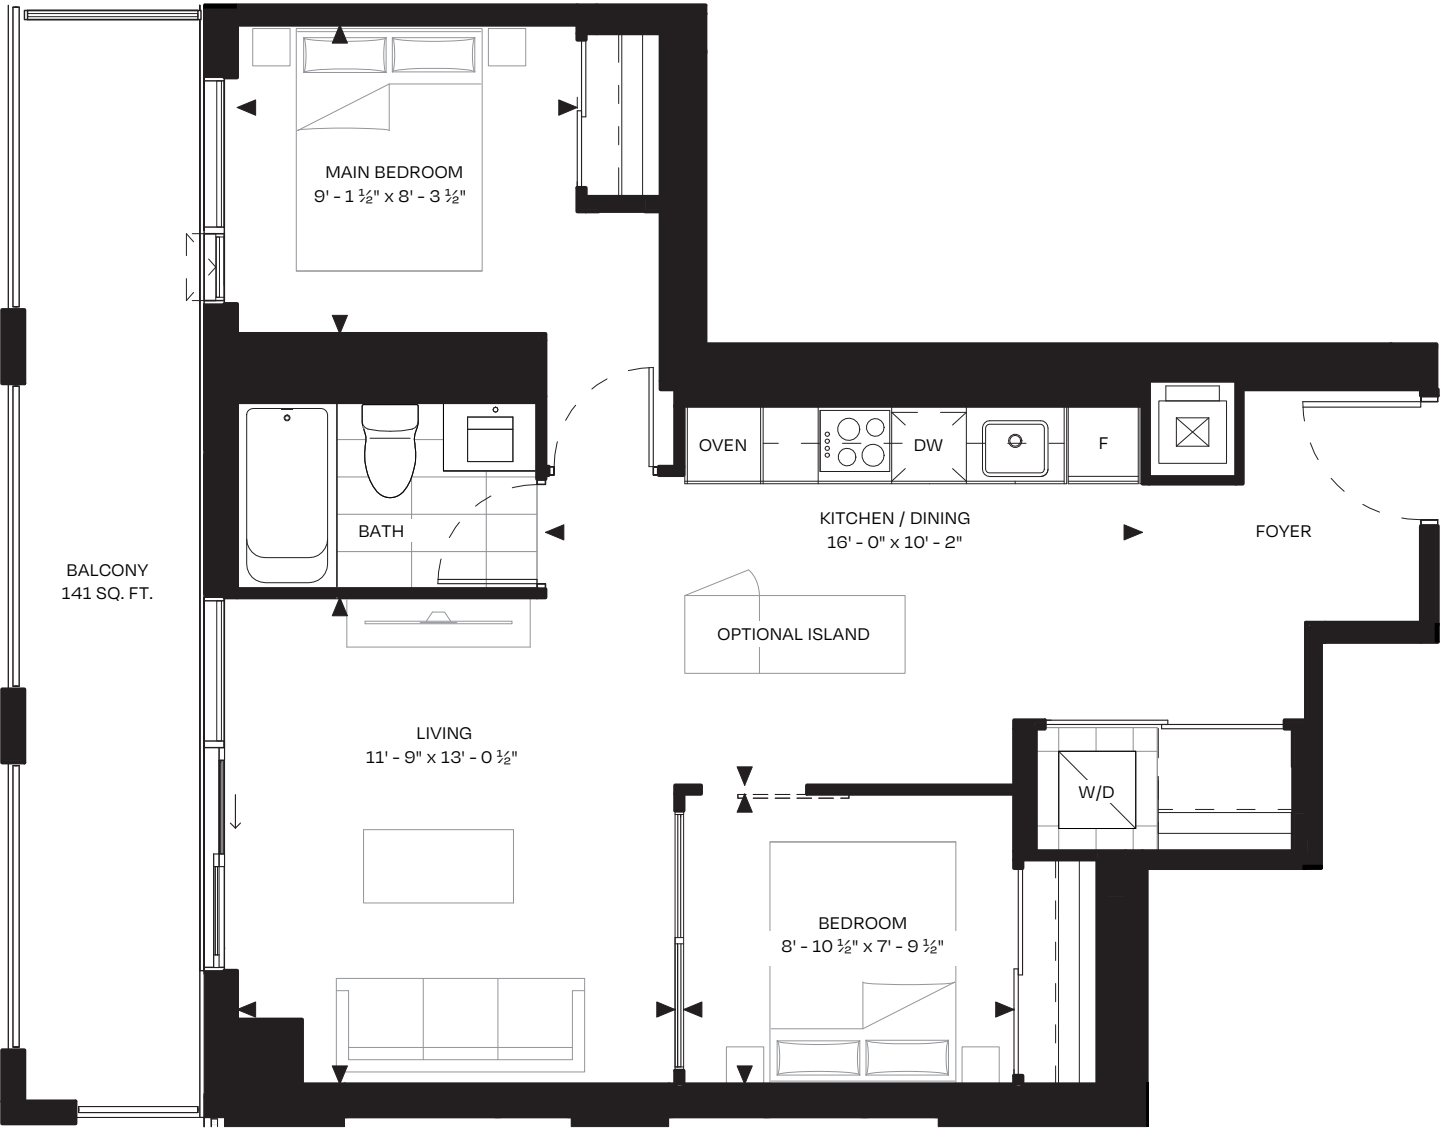 MAIN BEDROOM
9' - 1 ½" x 8' - 3 ½"
OVEN
DW
F
BATH
KITCHEN / DINING
16' - 0" x 10' - 2"
FOYER
BALCONY
141 SQ. FT.
OPTIONAL ISLAND
LIVING
11' - 9" x 13' - 0 ½"
W/D
BEDROOM
8' - 10 ½" x 7' - 9 ½"